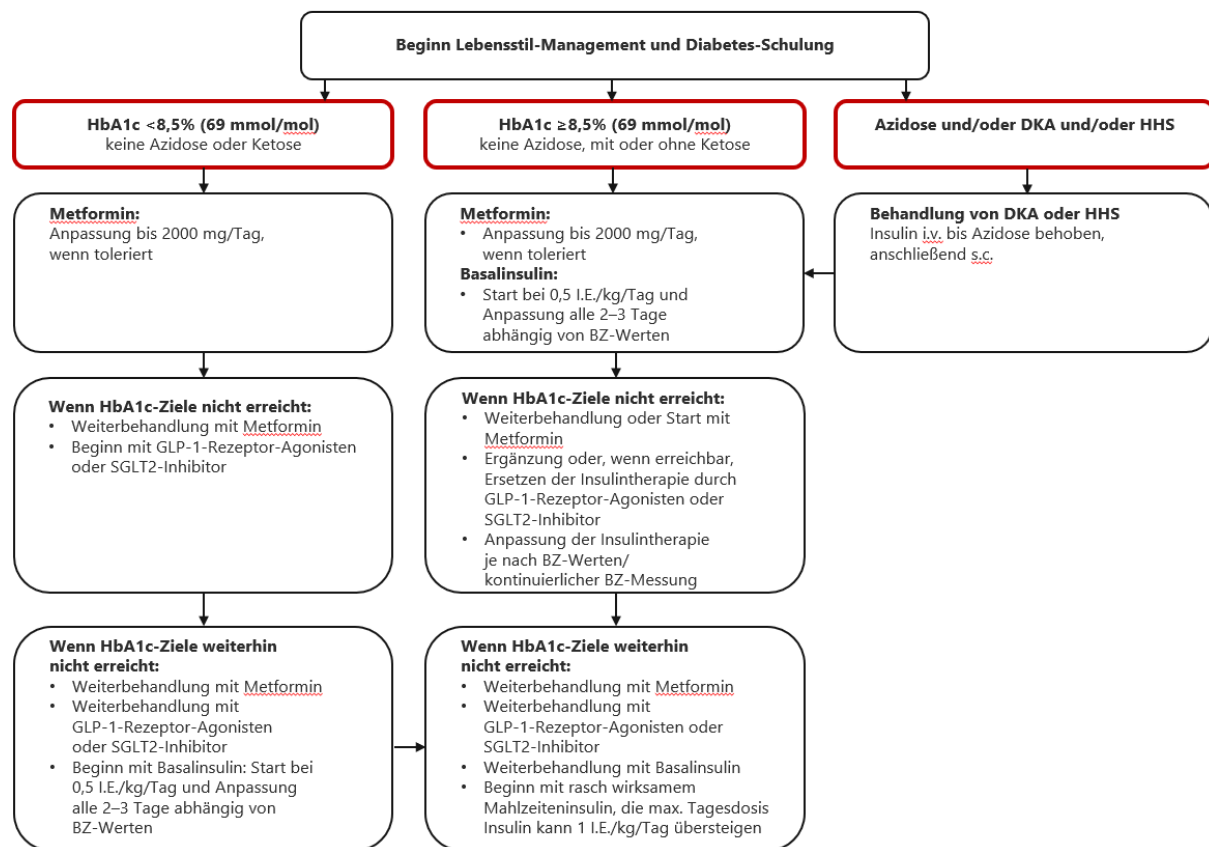 Beginn Lebensstil-Management und Diabetes-Schulung
HbA1c <8,5% (69 mmol/mol)
keine Azidose oder Ketose
HbA1c ≥8,5% (69 mmol/mol)
keine Azidose, mit oder ohne Ketose
Azidose und/oder DKA und/oder HHS
Metformin:
Anpassung bis 2000 mg/Tag,
wenn toleriert
Metformin:
• Anpassung bis 2000 mg/Tag,
wenn toleriert
Basalinsulin:
• Start bei 0,5 I.E./kg/Tag und
Anpassung alle 2–3 Tage
abhängig von BZ-Werten
Behandlung von DKA oder HHS
Insulin i.v. bis Azidose behoben,
anschließend s.c.
Wenn HbA1c-Ziele nicht erreicht:
• Weiterbehandlung mit Metformin
• Beginn mit GLP-1-Rezeptor-Agonisten
oder SGLT2-Inhibitor
Wenn HbA1c-Ziele nicht erreicht:
• Weiterbehandlung oder Start mit
Metformin
• Ergänzung oder, wenn erreichbar,
Ersetzen der Insulintherapie durch
GLP-1-Rezeptor-Agonisten oder
SGLT2-Inhibitor
• Anpassung der Insulintherapie
je nach BZ-Werten/
kontinuierlicher BZ-Messung
Wenn HbA1c-Ziele weiterhin
nicht erreicht:
• Weiterbehandlung mit Metformin
• Weiterbehandlung mit
GLP-1-Rezeptor-Agonisten
oder SGLT2-Inhibitor
• Beginn mit Basalinsulin: Start bei
0,5 I.E./kg/Tag und Anpassung
alle 2–3 Tage abhängig von
BZ-Werten
Wenn HbA1c-Ziele weiterhin
nicht erreicht:
• Weiterbehandlung mit Metformin
• Weiterbehandlung mit
GLP-1-Rezeptor-Agonisten oder
SGLT2-Inhibitor
• Weiterbehandlung mit Basalinsulin
• Beginn mit rasch wirksamem
Mahlzeiteninsulin, die max. Tagesdosis
Insulin kann 1 I.E./kg/Tag übersteigen